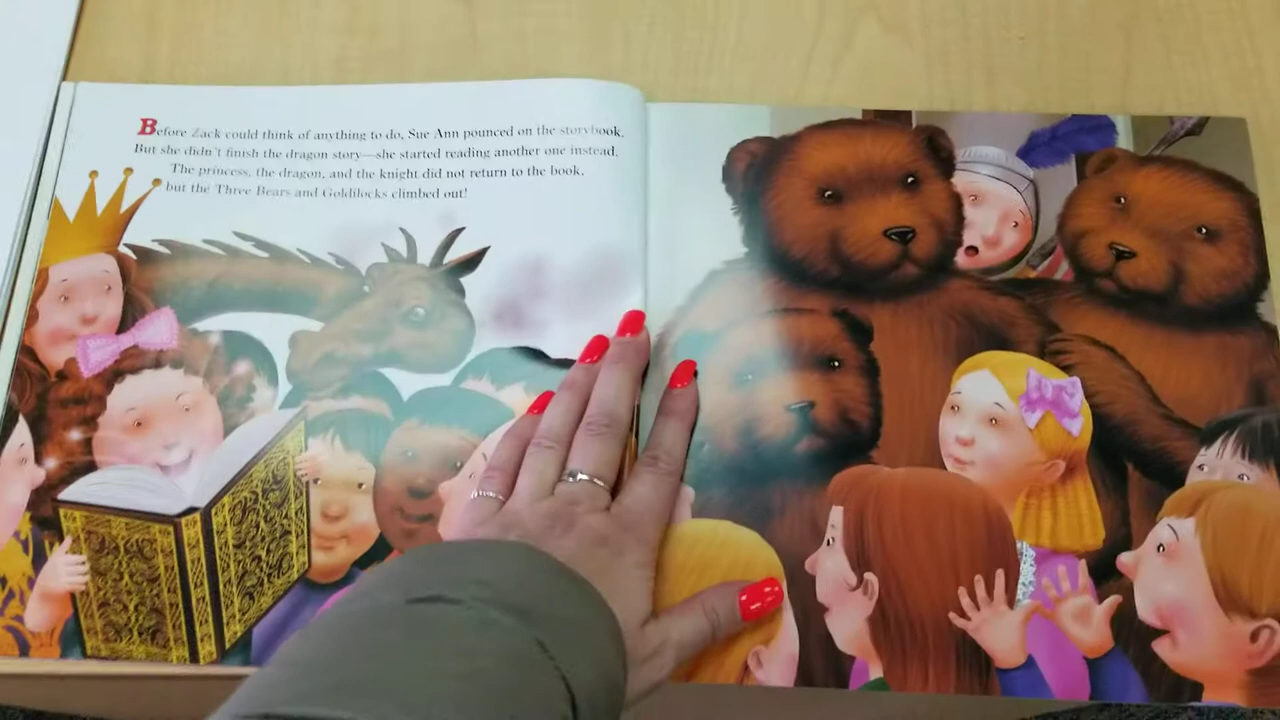 Before Zack could think of anything to do, Sue Ann pounced on the storybook.
But she didn't finish the dragon story—she started reading another one instead.
The princess, the dragon, and the knight did not return to the book,
but the Three Bears and Goldilocks climbed out!